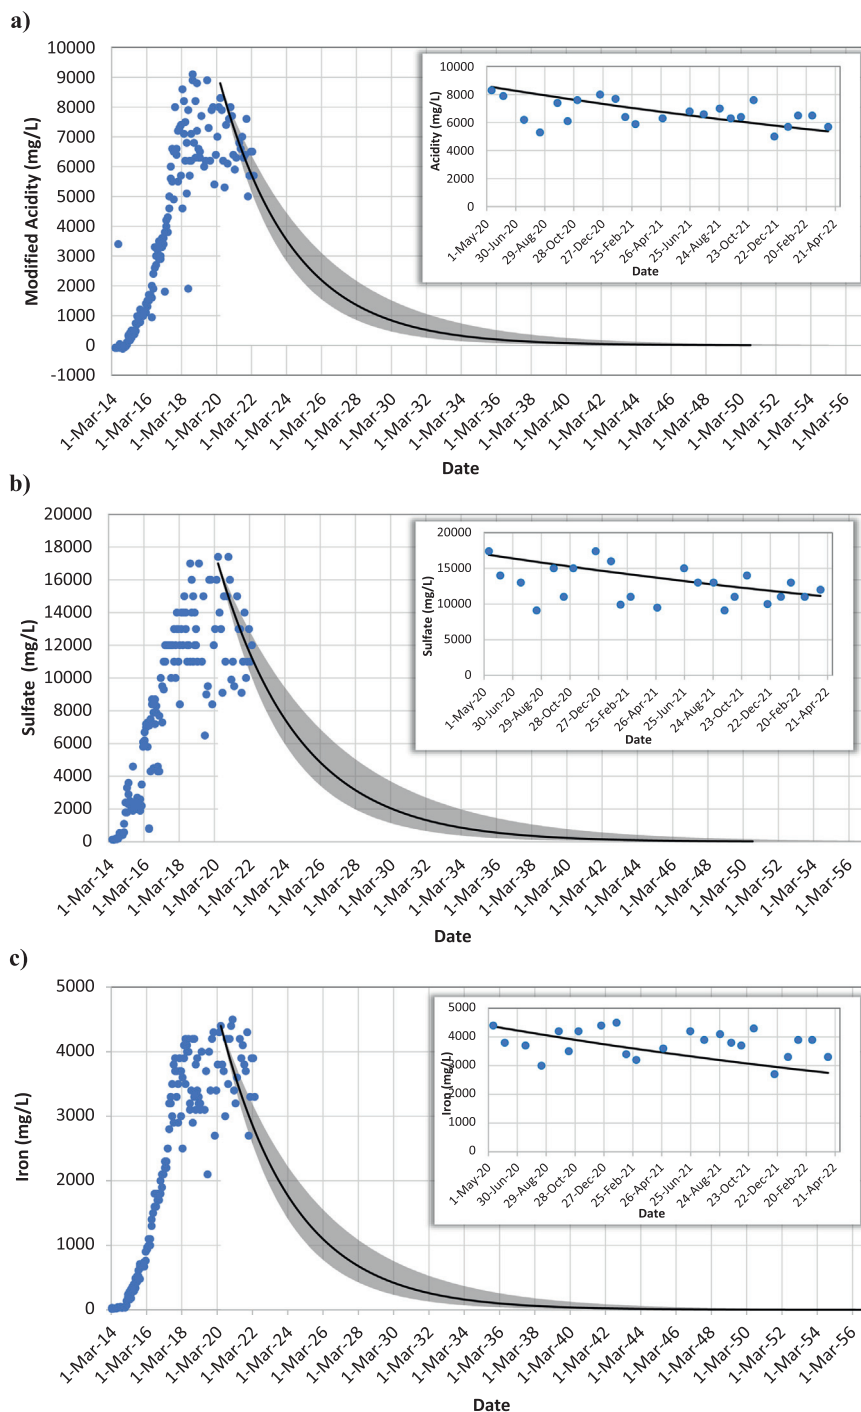 a)
10000
9000
8000
7000
6000
5000
4000
3000
2000
1000
0
-1000
Modified Acidity (mg/L)
1-Mar-14
1-Mar-16
1-Mar-18
1-Mar-20
1-Mar-22
1-Mar-24
1-Mar-26
1-Mar-28
1-Mar-30
1-Mar-32
1-Mar-34
1-Mar-36
1-Mar-38
1-Mar-40
1-Mar-42
1-Mar-44
1-Mar-46
1-Mar-48
1-Mar-50
1-Mar-52
1-Mar-54
1-Mar-56
Date
10000
8000
6000
4000
2000
0
Acidity (mg/L)
1-May-20
30-Jun-20
29-Aug-20
28-Oct-20
27-Dec-20
25-Feb-21
26-Apr-21
25-Jun-21
24-Aug-21
23-Oct-21
22-Dec-21
20-Feb-22
21-Apr-22
Date
b)
20000
18000
16000
14000
12000
10000
8000
6000
4000
2000
0
Sulfate (mg/L)
1-Mar-14
1-Mar-16
1-Mar-18
1-Mar-20
1-Mar-22
1-Mar-24
1-Mar-26
1-Mar-28
1-Mar-30
1-Mar-32
1-Mar-34
1-Mar-36
1-Mar-38
1-Mar-40
1-Mar-42
1-Mar-44
1-Mar-46
1-Mar-48
1-Mar-50
1-Mar-52
1-Mar-54
1-Mar-56
Date
20000
15000
10000
5000
0
Sulfate (mg/L)
1-May-20
30-Jun-20
29-Aug-20
28-Oct-20
27-Dec-20
25-Feb-21
26-Apr-21
25-Jun-21
24-Aug-21
23-Oct-21
22-Dec-21
20-Feb-22
21-Apr-22
Date
c)
5000
4000
3000
2000
1000
0
Iron (mg/L)
1-Mar-14
1-Mar-16
1-Mar-18
1-Mar-20
1-Mar-22
1-Mar-24
1-Mar-26
1-Mar-28
1-Mar-30
1-Mar-32
1-Mar-34
1-Mar-36
1-Mar-38
1-Mar-40
1-Mar-42
1-Mar-44
1-Mar-46
1-Mar-48
1-Mar-50
1-Mar-52
1-Mar-54
1-Mar-56
Date
5000
4000
3000
2000
1000
0
Iron (mg/L)
1-May-20
30-Jun-20
29-Aug-20
28-Oct-20
27-Dec-20
25-Feb-21
26-Apr-21
25-Jun-21
24-Aug-21
23-Oct-21
22-Dec-21
20-Feb-22
21-Apr-22
Date